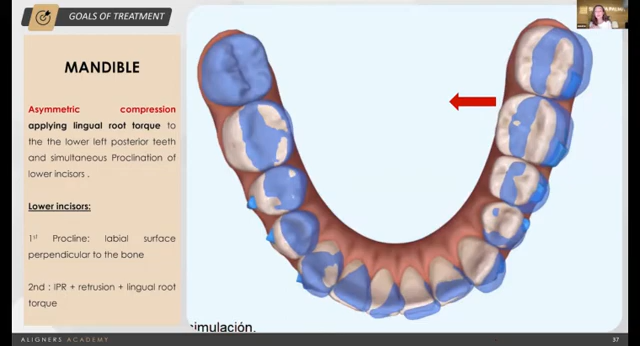 GOALS OF TREATMENT
MANDIBLE
Asymmetric compression
applying lingual root torque to
the the lower left posterior teeth
and simultaneous Proclination of
lower incisors .
Lower incisors:
1st Procline: labial surface
perpendicular to the bone
2nd : IPR + retrusion + lingual root
torque
simulación.
ALIGNERS ACADEMY
37